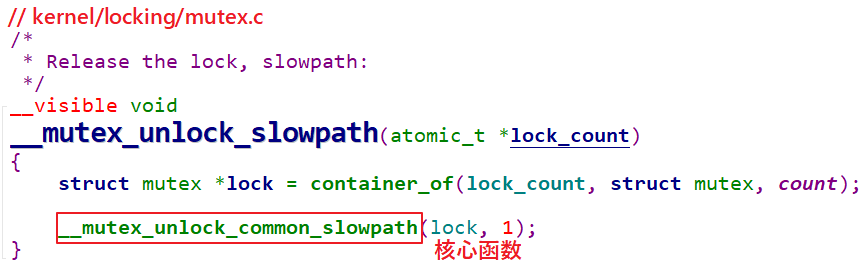 // kernel/locking/mutex.c
/*
 * Release the lock, slowpath:
 */
__visible void
__mutex_unlock_slowpath(atomic_t *lock_count)
{
    struct mutex *lock = container_of(lock_count, struct mutex, count);

    __mutex_unlock_common_slowpath(lock, 1);
核心函数
}